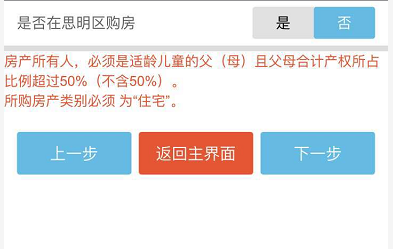 是否在思明区购房 是 否
房产所有人，必须是适龄儿童的父（母）且父母合计产权所占
比例超过50%（不含50%）。
所购房产类别必须 为“住宅”。
上一步 返回主界面 下一步